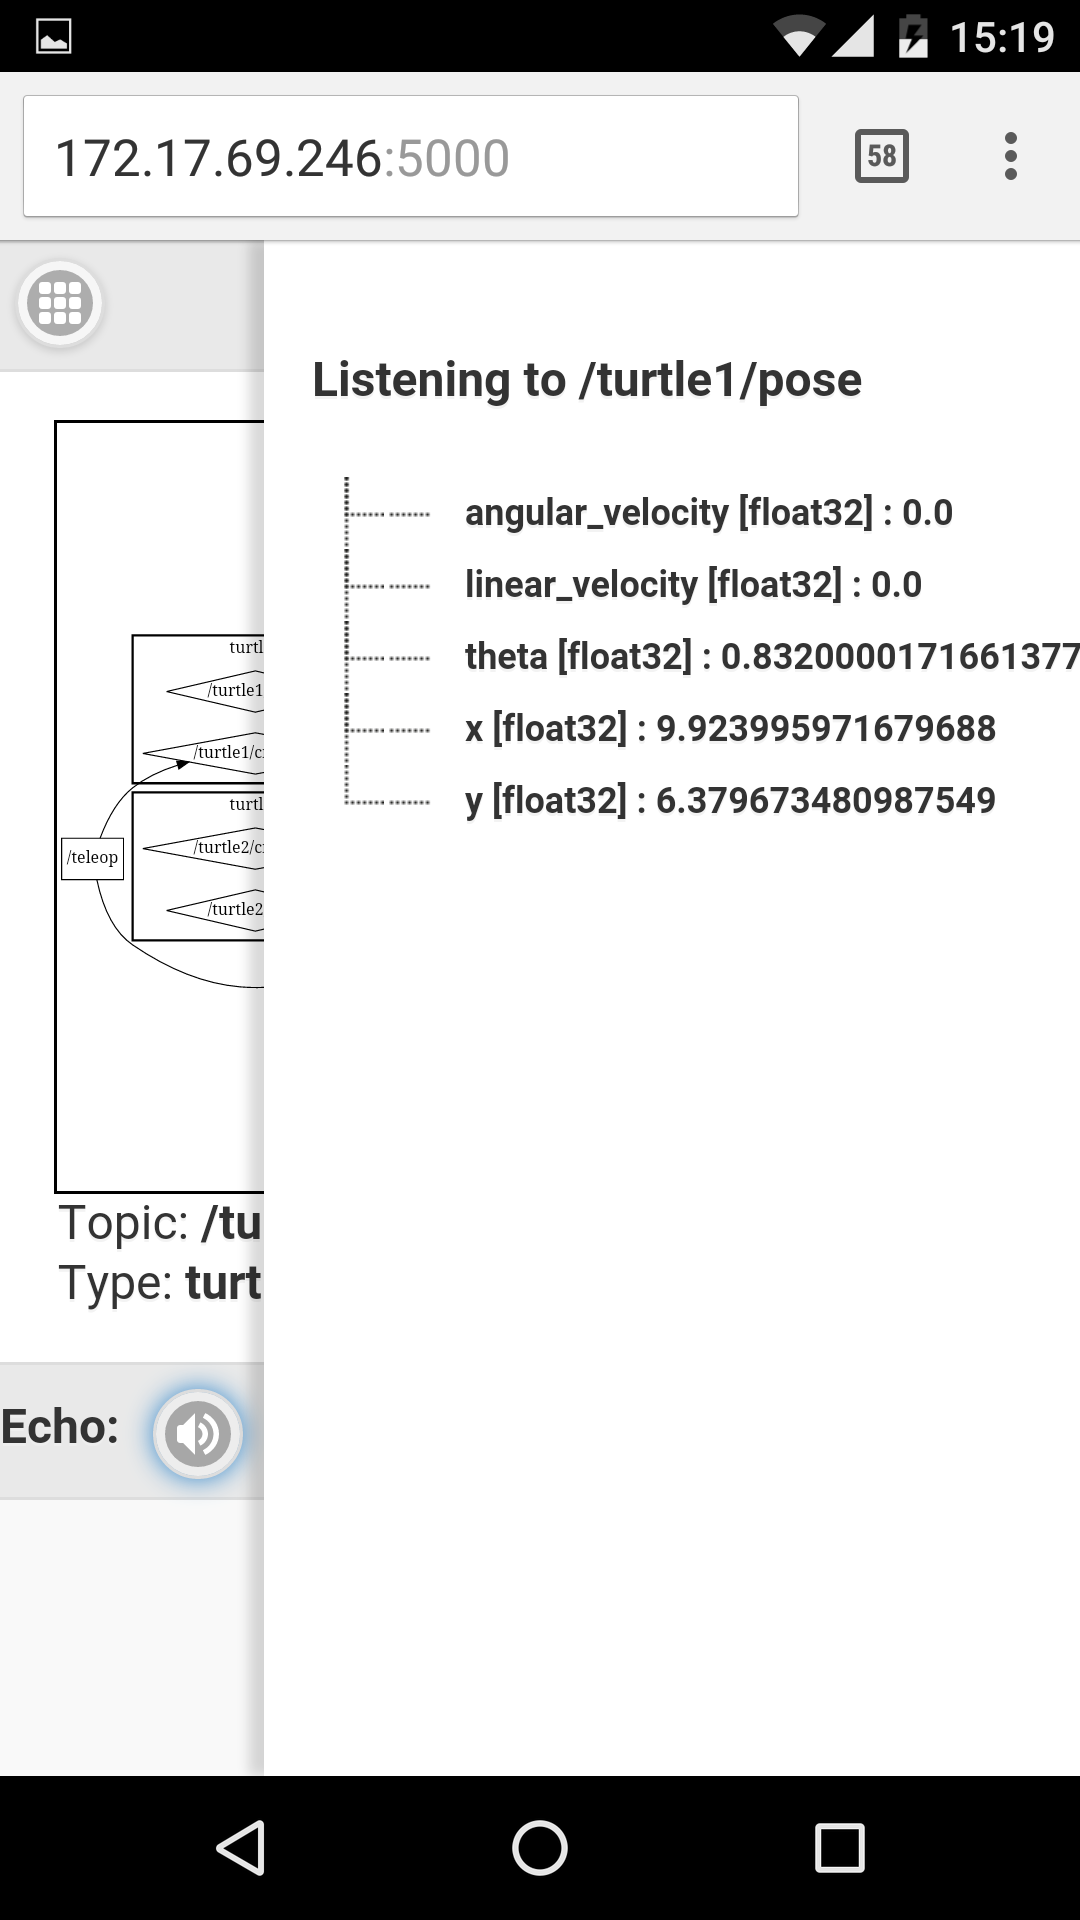 15:19
172.17.69.246:5000
58
Listening to /turtle1/pose
angular_velocity [float32] : 0.0
linear_velocity [float32] : 0.0
theta [float32] : 0.8320000171661377
x [float32] : 9.923995971679688
y [float32] : 6.379673480987549
turtl
/turtle1
/turtle1/c
turtl
/teleop
/turtle2/c
/turtle2
Topic: /tu
Type: turt
Echo: